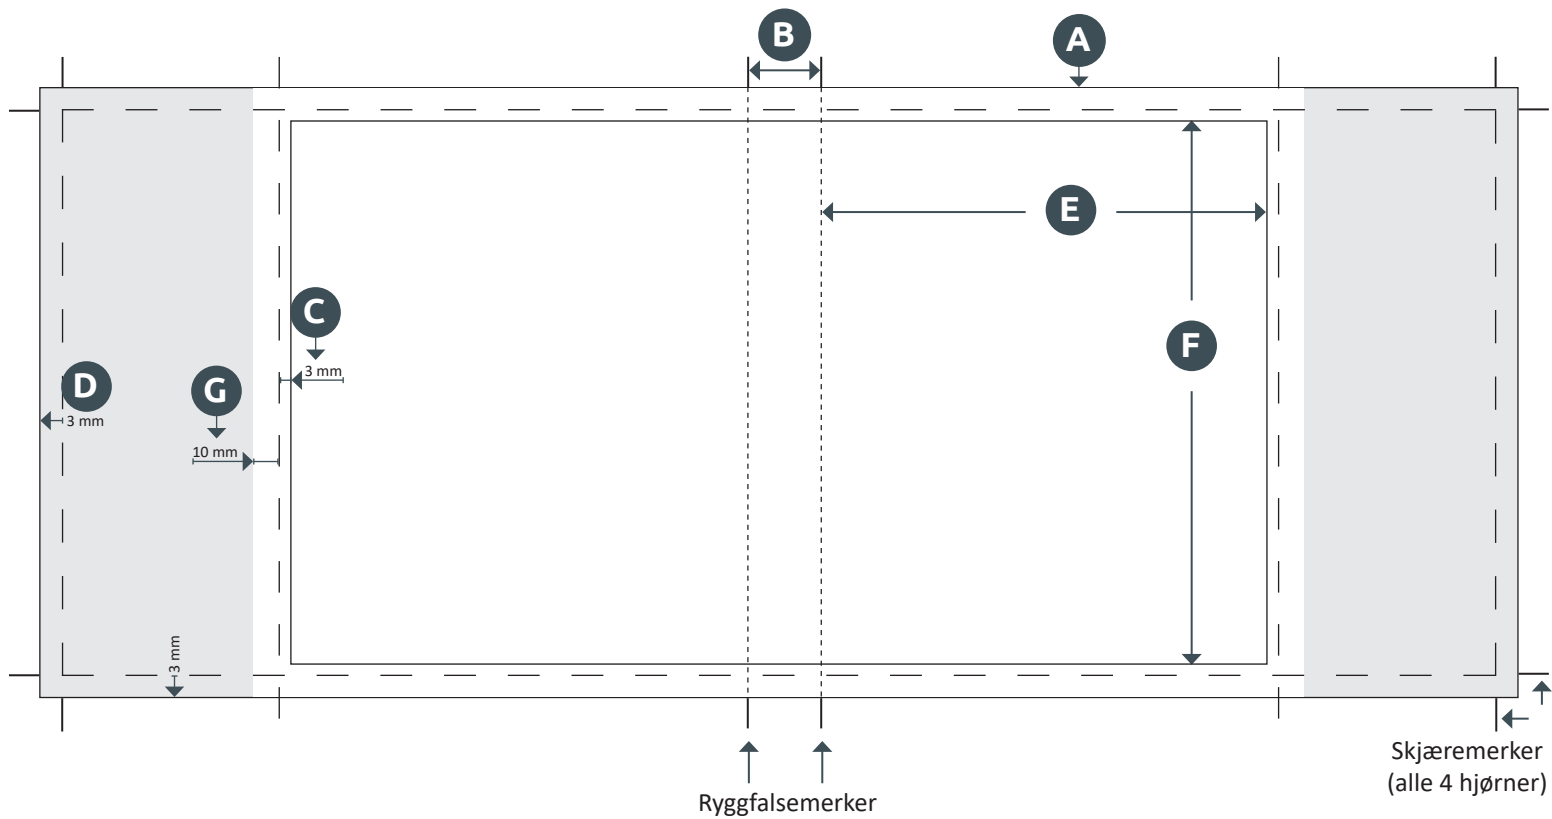 B
A
E
C
F
3 mm
D
G
3 mm
10 mm
3 mm
Skjæremerker
(alle 4 hjørner)
Ryggfalsemerker